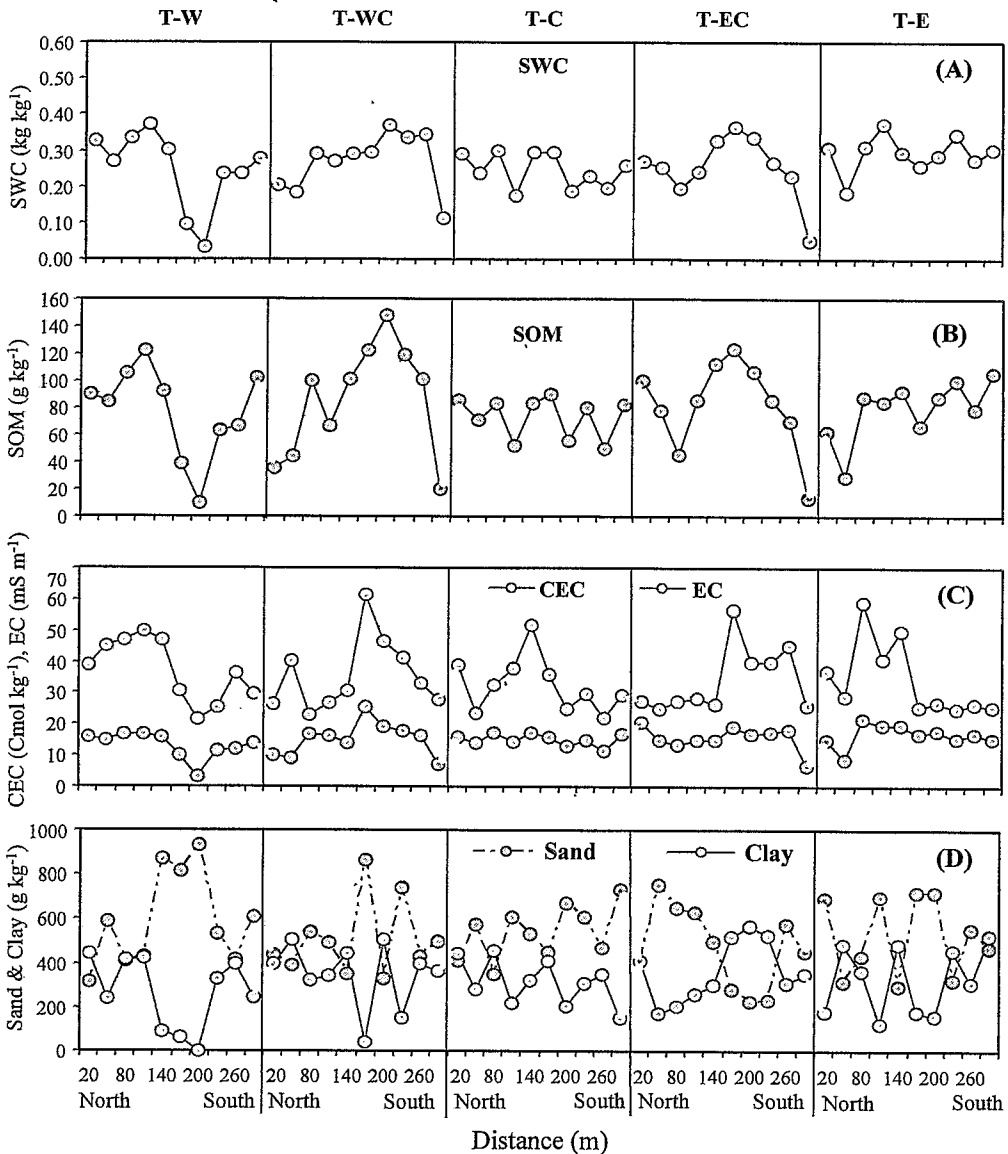 T-W T-WC T-C T-EC T-E
0.60
0.50
0.40
0.30
0.20
0.10
0.00
SWC (kg kg-1)
SWC
(A)
160
140
120
100
80
60
40
20
0
SOM (g kg-1)
SOM
(B)
70
60
50
40
30
20
10
0
CEC (Cmol kg-1), EC (mS m-1)
CEC
EC
(C)
1000
800
600
400
200
0
Sand & Clay (g kg-1)
Sand
Clay
(D)
20 80 140 200 260 20 80 140 200 260 20 80 140 200 260 20 80 140 200 260 20 80 140 200 260
North South North South North South North South North South
Distance (m)